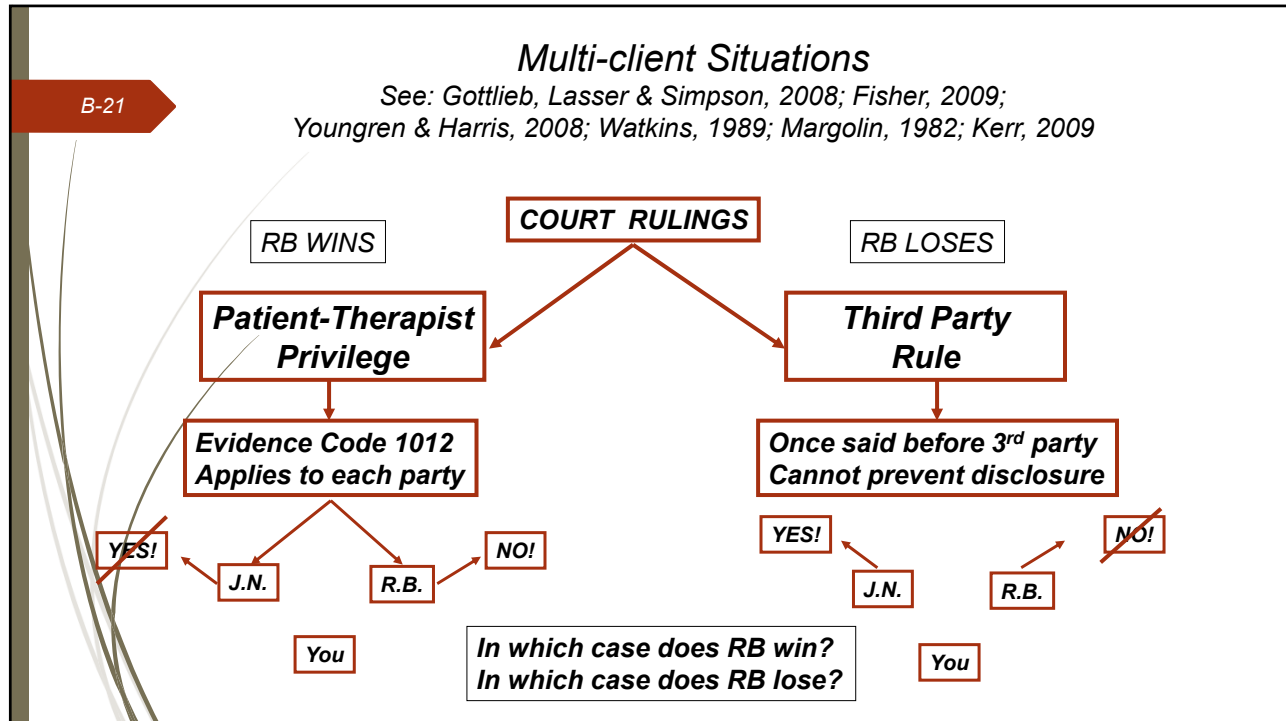 B-21
Multi-client Situations
See: Gottlieb, Lasser & Simpson, 2008; Fisher, 2009;
Youngren & Harris, 2008; Watkins, 1989; Margolin, 1982; Kerr, 2009
COURT RULINGS
RB WINS
RB LOSES
Patient-Therapist
Privilege
Third Party
Rule
Evidence Code 1012
Applies to each party
Once said before 3rd party
Cannot prevent disclosure
YES!
J.N.
R.B.
NO!
YES!
J.N.
R.B.
NO!
You
In which case does RB win?
In which case does RB lose?
You